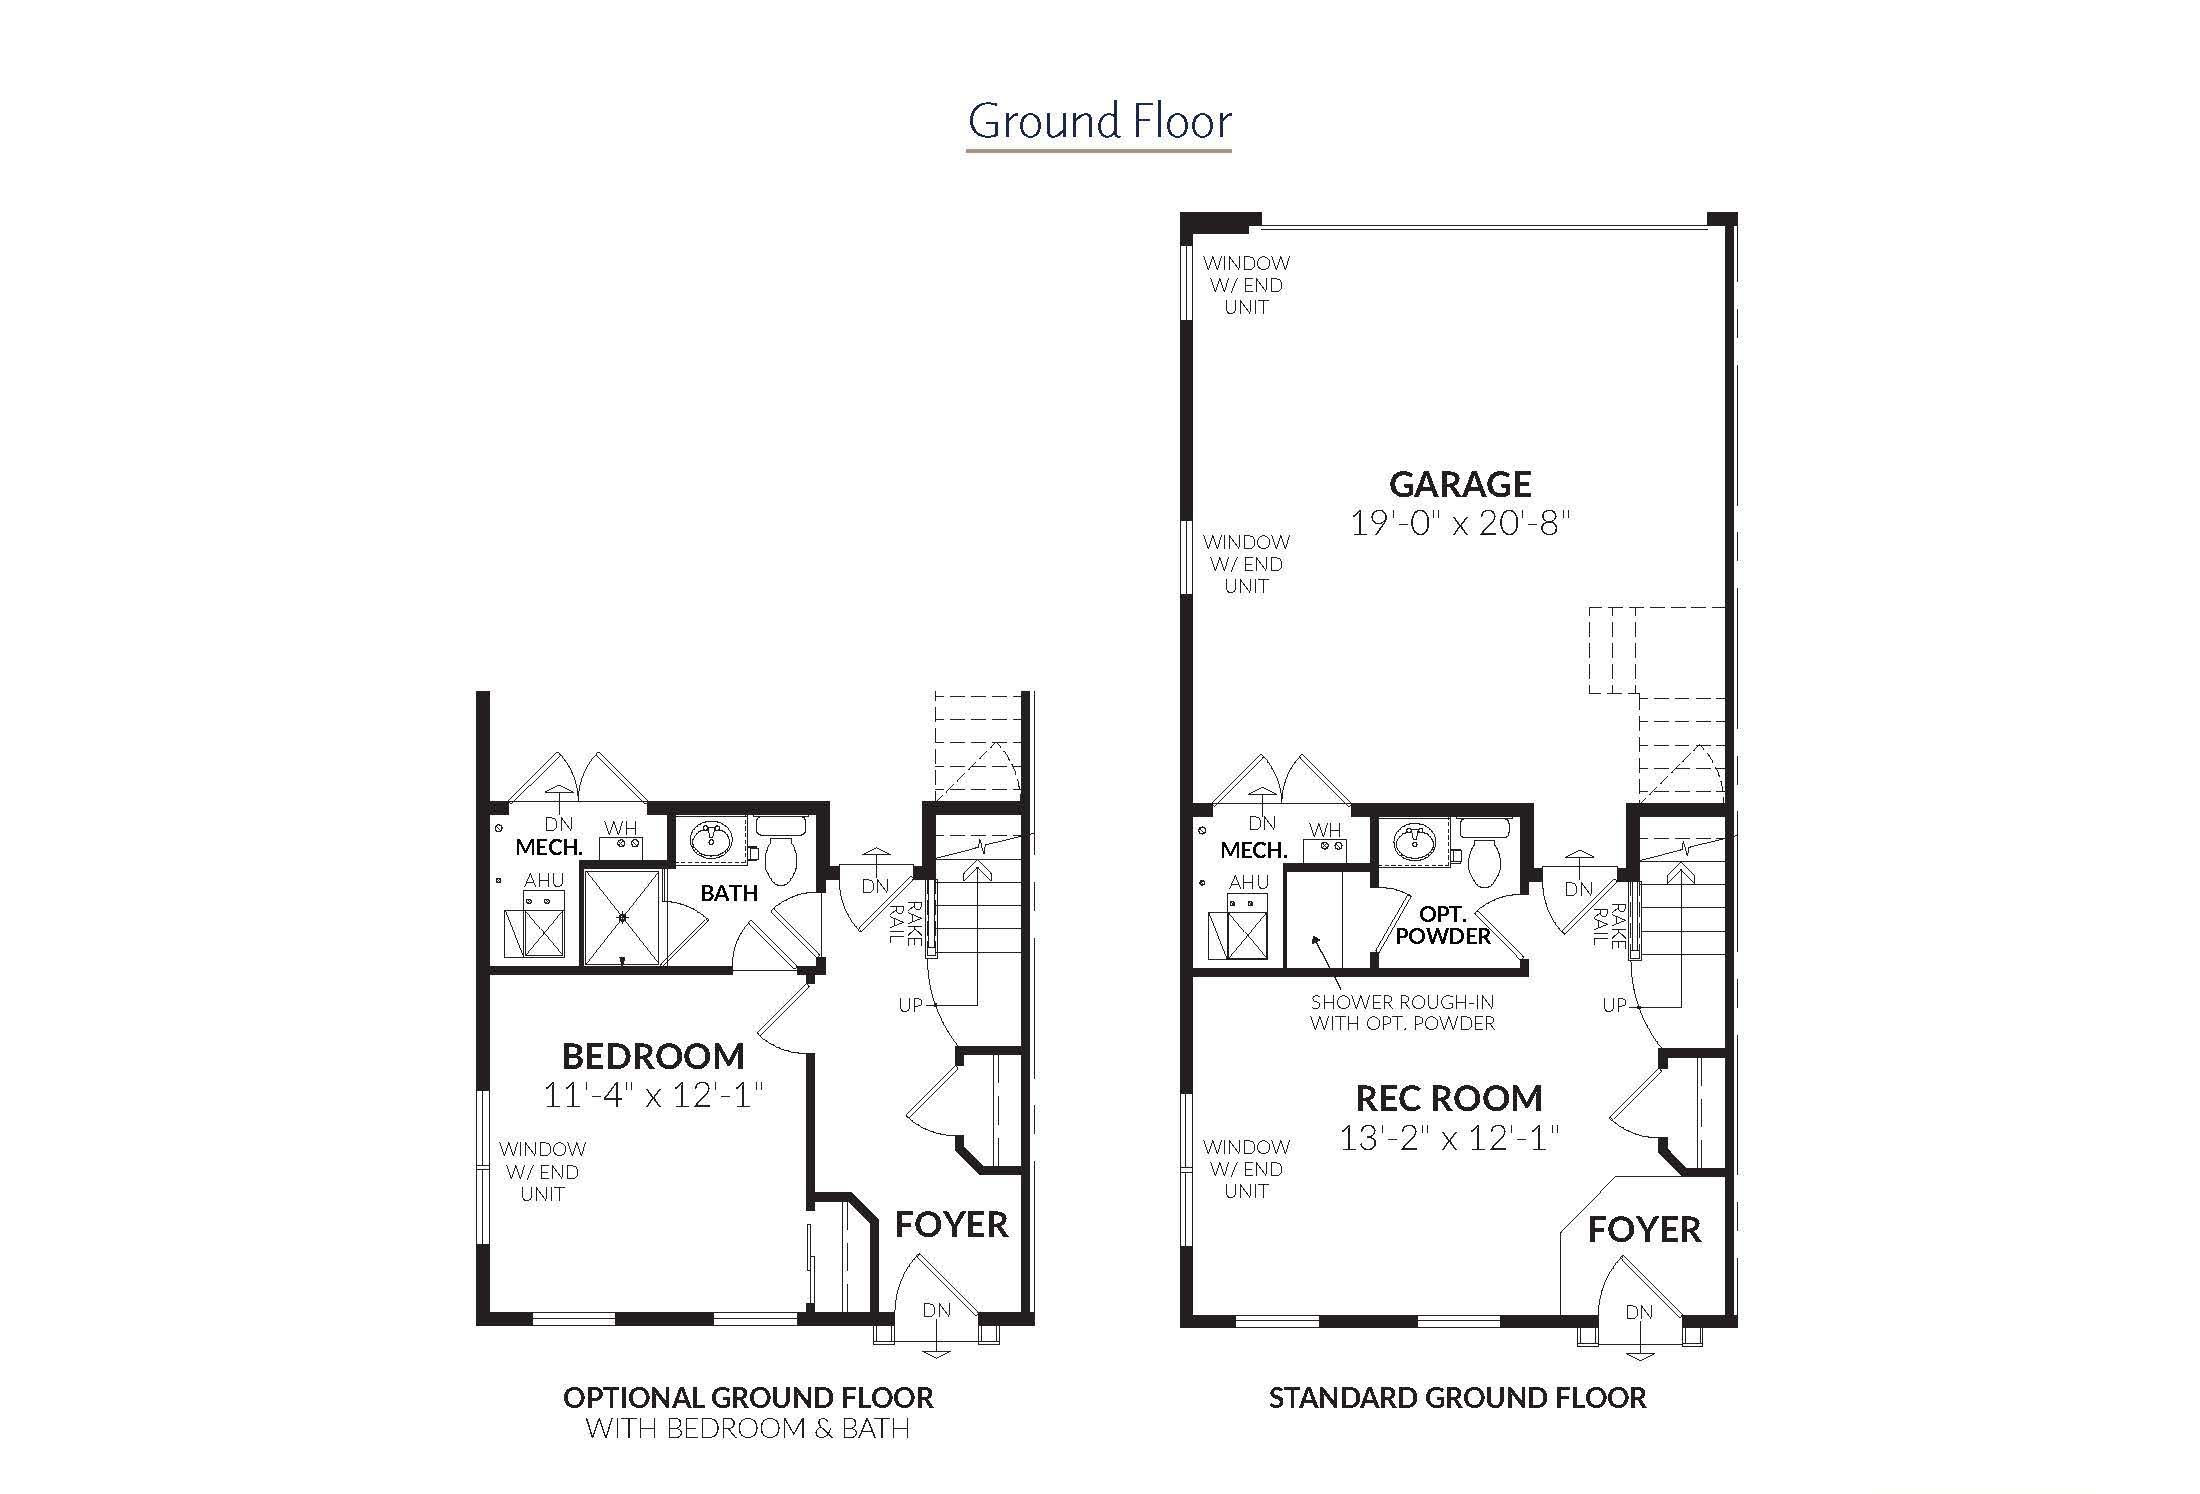 Ground Floor
WINDOW
W/ END
UNIT
GARAGE
19'-0" x 20'-8"
WINDOW
W/ END
UNIT
DN
WH
MECH.
AHU
BATH
DN
RAKE
RAIL
UP
BEDROOM
11'-4" x 12'-1"
WINDOW
W/ END
UNIT
FOYER
DN
OPTIONAL GROUND FLOOR
WITH BEDROOM & BATH
DN
WH
MECH.
AHU
OPT.
POWDER
DN
RAKE
RAIL
SHOWER ROUGH-IN
WITH OPT. POWDER
UP
REC ROOM
13'-2" x 12'-1"
WINDOW
W/ END
UNIT
FOYER
DN
STANDARD GROUND FLOOR